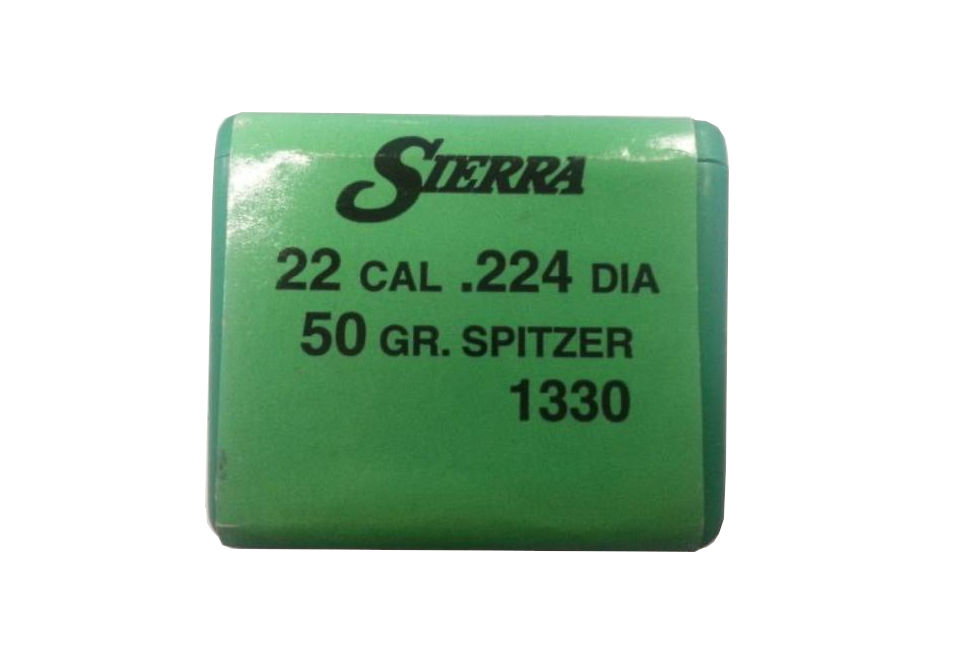 SIERRA
22 CAL .224 DIA
50 GR. SPITZER
1330